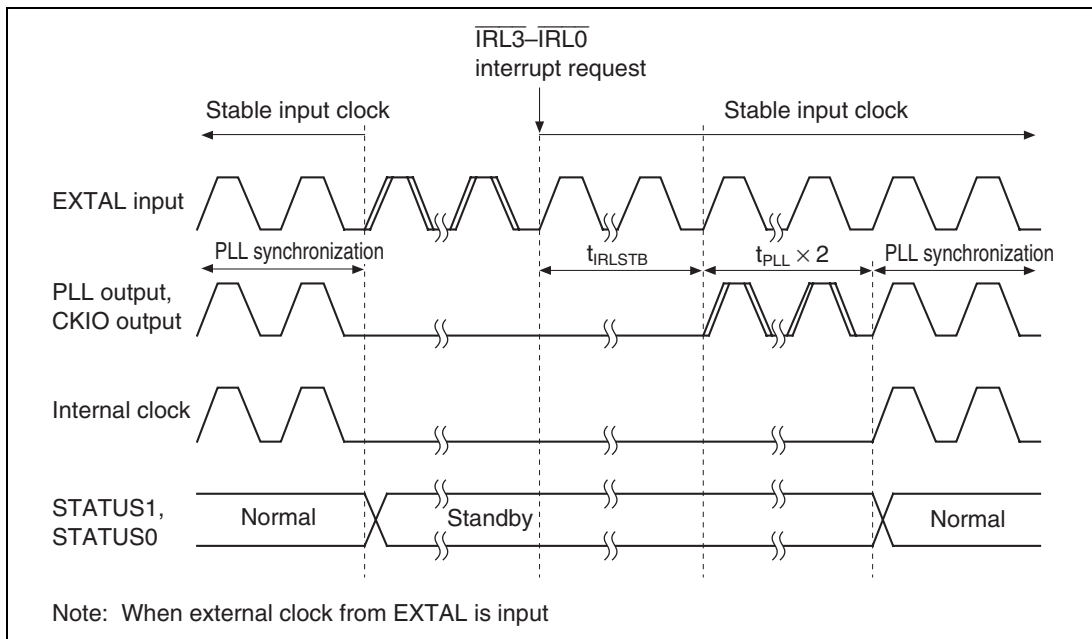 IRL3–IRL0
interrupt request
Stable input clock
Stable input clock
EXTAL input
PLL synchronization
tIRLSTB
tPLL × 2
PLL synchronization
PLL output,
CKIO output
Internal clock
STATUS1,
STATUS0
Normal
Standby
Normal
Note: When external clock from EXTAL is input